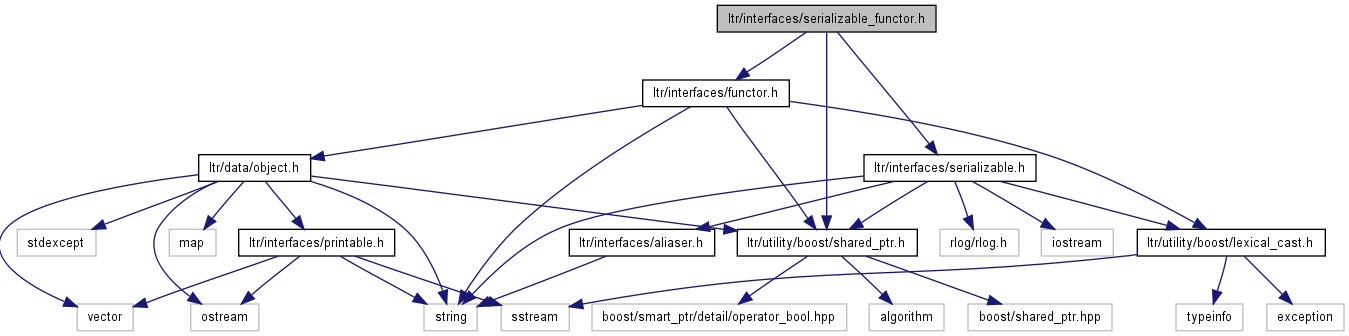 ltr/interfaces/serializable_functor.h
ltr/interfaces/functor.h
ltr/data/object.h
ltr/interfaces/serializable.h
stdexcept
map
ltr/interfaces/printable.h
ltr/interfaces/aliaser.h
ltr/utility/boost/shared_ptr.h
rlog/rlog.h
iostream
ltr/utility/boost/lexical_cast.h
vector
ostream
string
sstream
boost/smart_ptr/detail/operator_bool.hpp
algorithm
boost/shared_ptr.hpp
typeinfo
exception